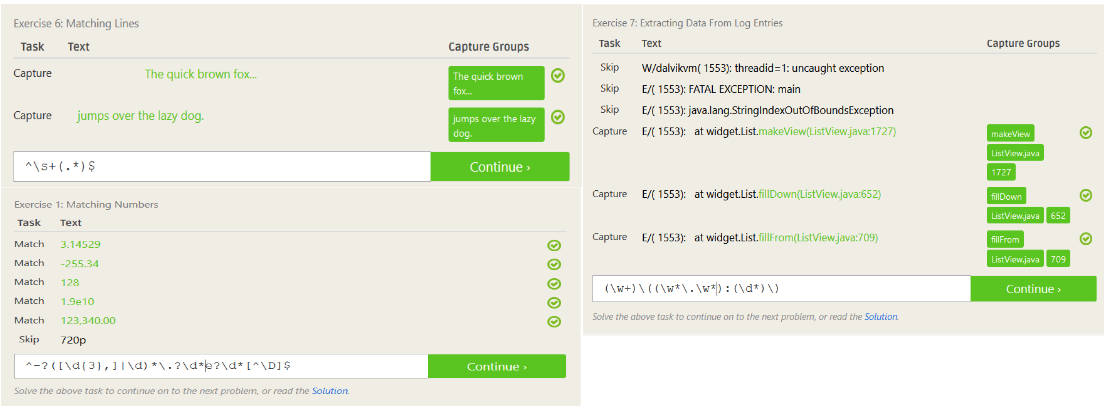 Exercise 6: Matching Lines
Task Text Capture Groups
Capture The quick brown fox... The quick brown fox...
Capture jumps over the lazy dog. jumps over the lazy dog.
^\s+(.*)$ Continue ›
Exercise 1: Matching Numbers
Task Text
Match 3.14529
Match -255.34
Match 128
Match 1.9e10
Match 123,340.00
Skip 720p
^-?([\d{3},]|\d)*\.?\d*e?\d*[^\D]$ Continue ›
Solve the above task to continue on to the next problem, or read the Solution.
Exercise 7: Extracting Data From Log Entries
Task Text Capture Groups
Skip W/dalvikvm( 1553): threadid=1: uncaught exception
Skip E/( 1553): FATAL EXCEPTION: main
Skip E/( 1553): java.lang.StringIndexOutOfBoundsException
Capture E/( 1553): at widget.List.makeView(ListView.java:1727) makeView
ListView.java
1727
Capture E/( 1553): at widget.List.fillDown(ListView.java:652) fillDown
ListView.java 652
Capture E/( 1553): at widget.List.fillFrom(ListView.java:709) fillFrom
ListView.java 709
(\w+)\((\w*\.\w*):(\d*)\) Continue ›
Solve the above task to continue on to the next problem, or read the Solution.